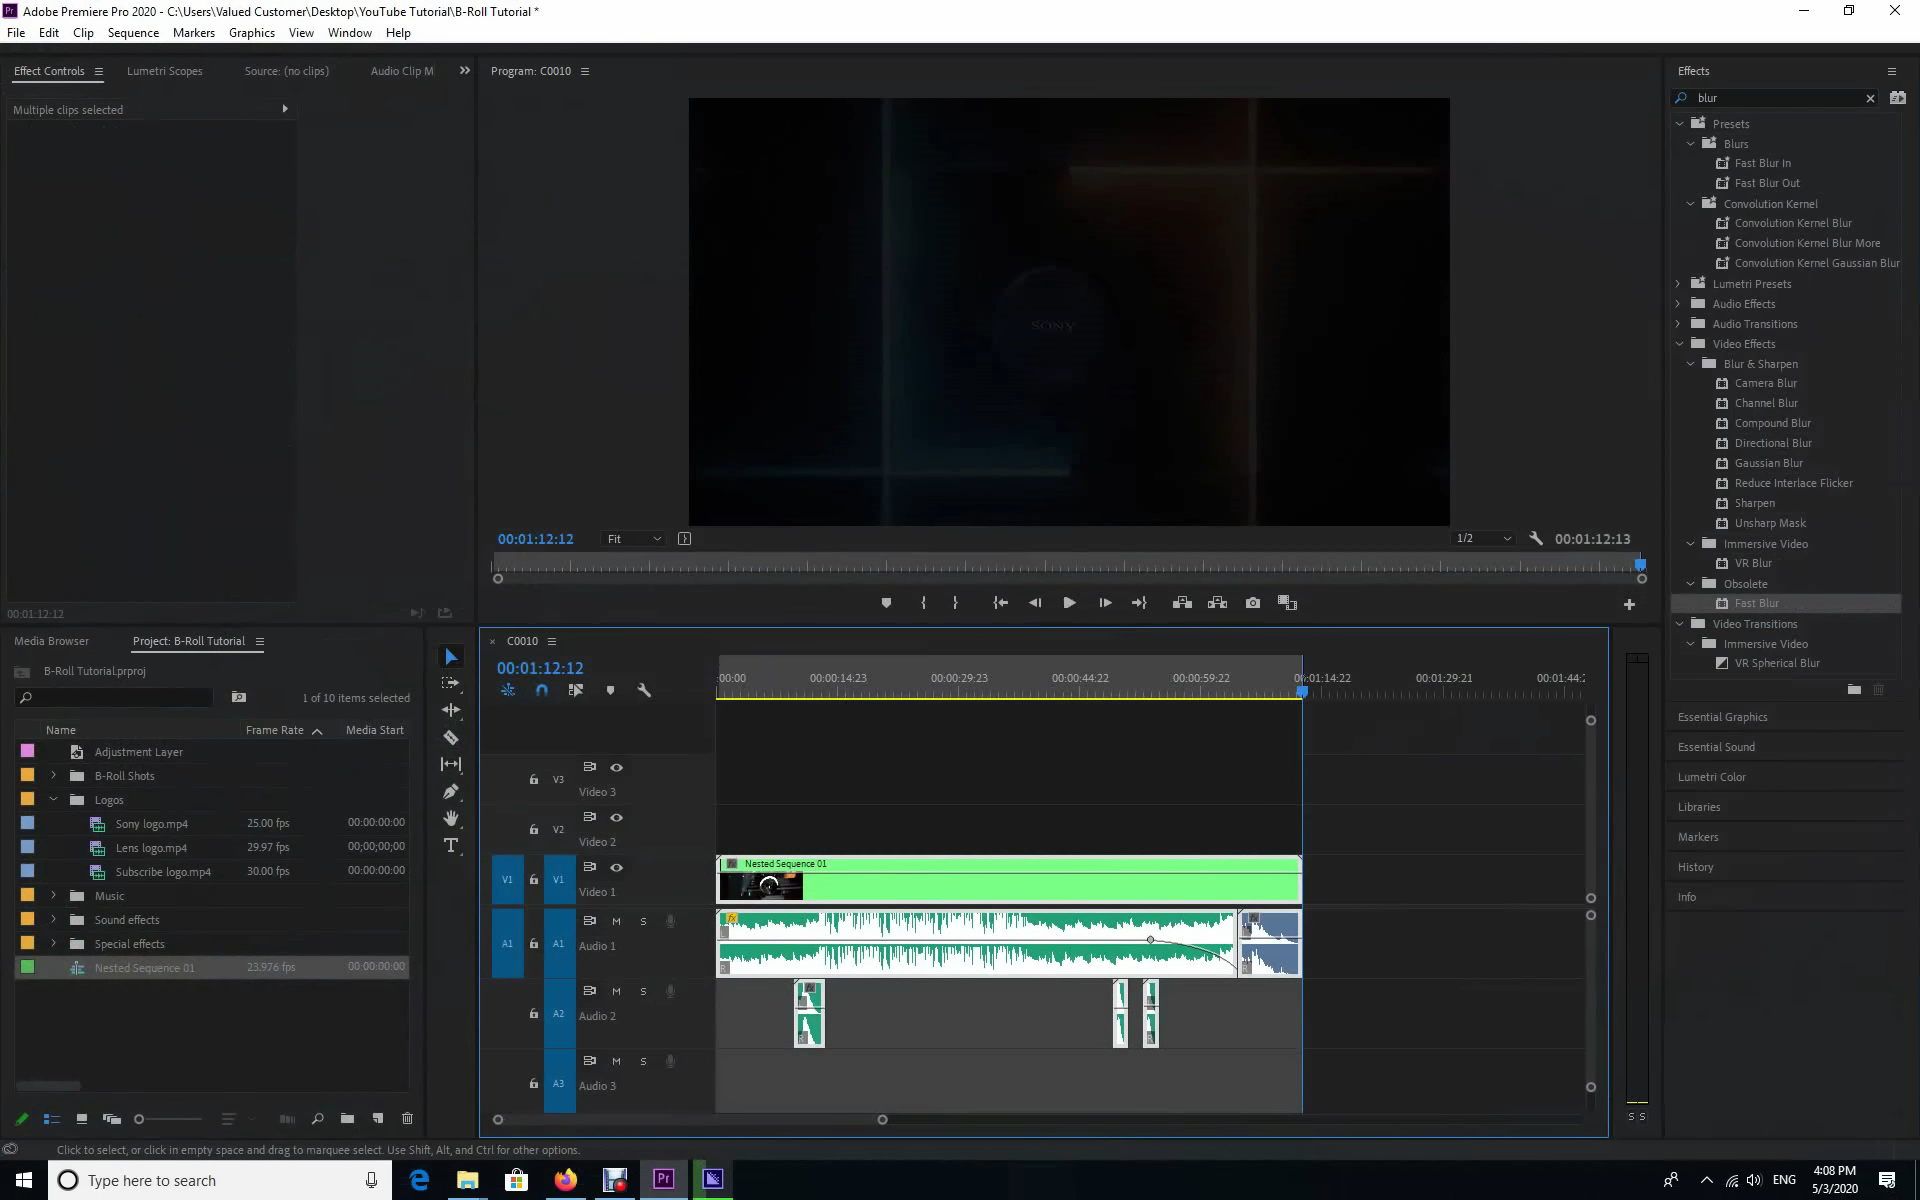 Adobe Premiere Pro 2020 - C:\Users\Valued Customer\Desktop\YouTube Tutorial\B-Roll Tutorial *
File Edit Clip Sequence Markers Graphics View Window Help
Effect Controls Lumetri Scopes Source: (no clips) Audio Clip M
Multiple clips selected
00:01:12:12
Program: C0010
SONY
00:01:12:12 Fit 1/2 00:01:12:13
Effects
blur
Presets
Blurs
Fast Blur In
Fast Blur Out
Convolution Kernel
Convolution Kernel Blur
Convolution Kernel Blur More
Convolution Kernel Gaussian Blur
Lumetri Presets
Audio Effects
Audio Transitions
Video Effects
Blur & Sharpen
Camera Blur
Channel Blur
Compound Blur
Directional Blur
Gaussian Blur
Reduce Interlace Flicker
Sharpen
Unsharp Mask
Immersive Video
VR Blur
Obsolete
Fast Blur
Video Transitions
Immersive Video
VR Spherical Blur
Essential Graphics
Essential Sound
Lumetri Color
Libraries
Markers
History
Info
Media Browser Project: B-Roll Tutorial
B-Roll Tutorial.prproj
1 of 10 items selected
Name Frame Rate Media Start
Adjustment Layer
B-Roll Shots
Logos
Sony logo.mp4 25.00 fps 00:00:00:00
Lens logo.mp4 29.97 fps 00;00;00;00
Subscribe logo.mp4 30.00 fps 00:00:00:00
Music
Sound effects
Special effects
Nested Sequence 01 23.976 fps 00:00:00:00
C0010
00:01:12:12
:00:00 00:00:14:23 00:00:29:23 00:00:44:22 00:00:59:22 00:01:14:22 00:01:29:21 00:01:44:2
V3 Video 3
V2 Video 2
V1 V1 Video 1
fx Nested Sequence 01
A1 A1 M S Audio 1
A2 M S Audio 2
A3 M S Audio 3
S S
Click to select, or click in empty space and drag to marquee select. Use Shift, Alt, and Ctrl for other options.
Type here to search
Pr
ENG
4:08 PM
5/3/2020